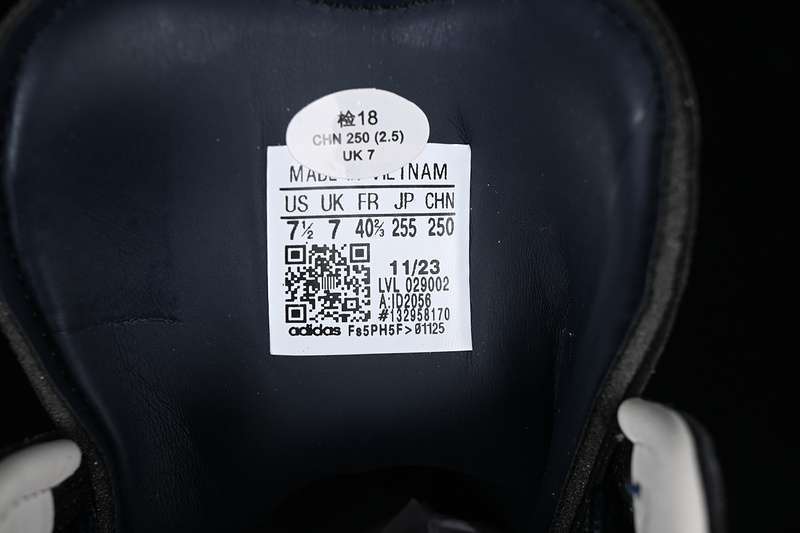 检18
CHN 250 (2.5)
UK 7
MADE VIETNAM
US UK FR JP CHN
7½ 7 40⅔ 255 250
11/23
LVL 029002
A:ID2056
#132958170
adidas Fs5PH5F> 01125